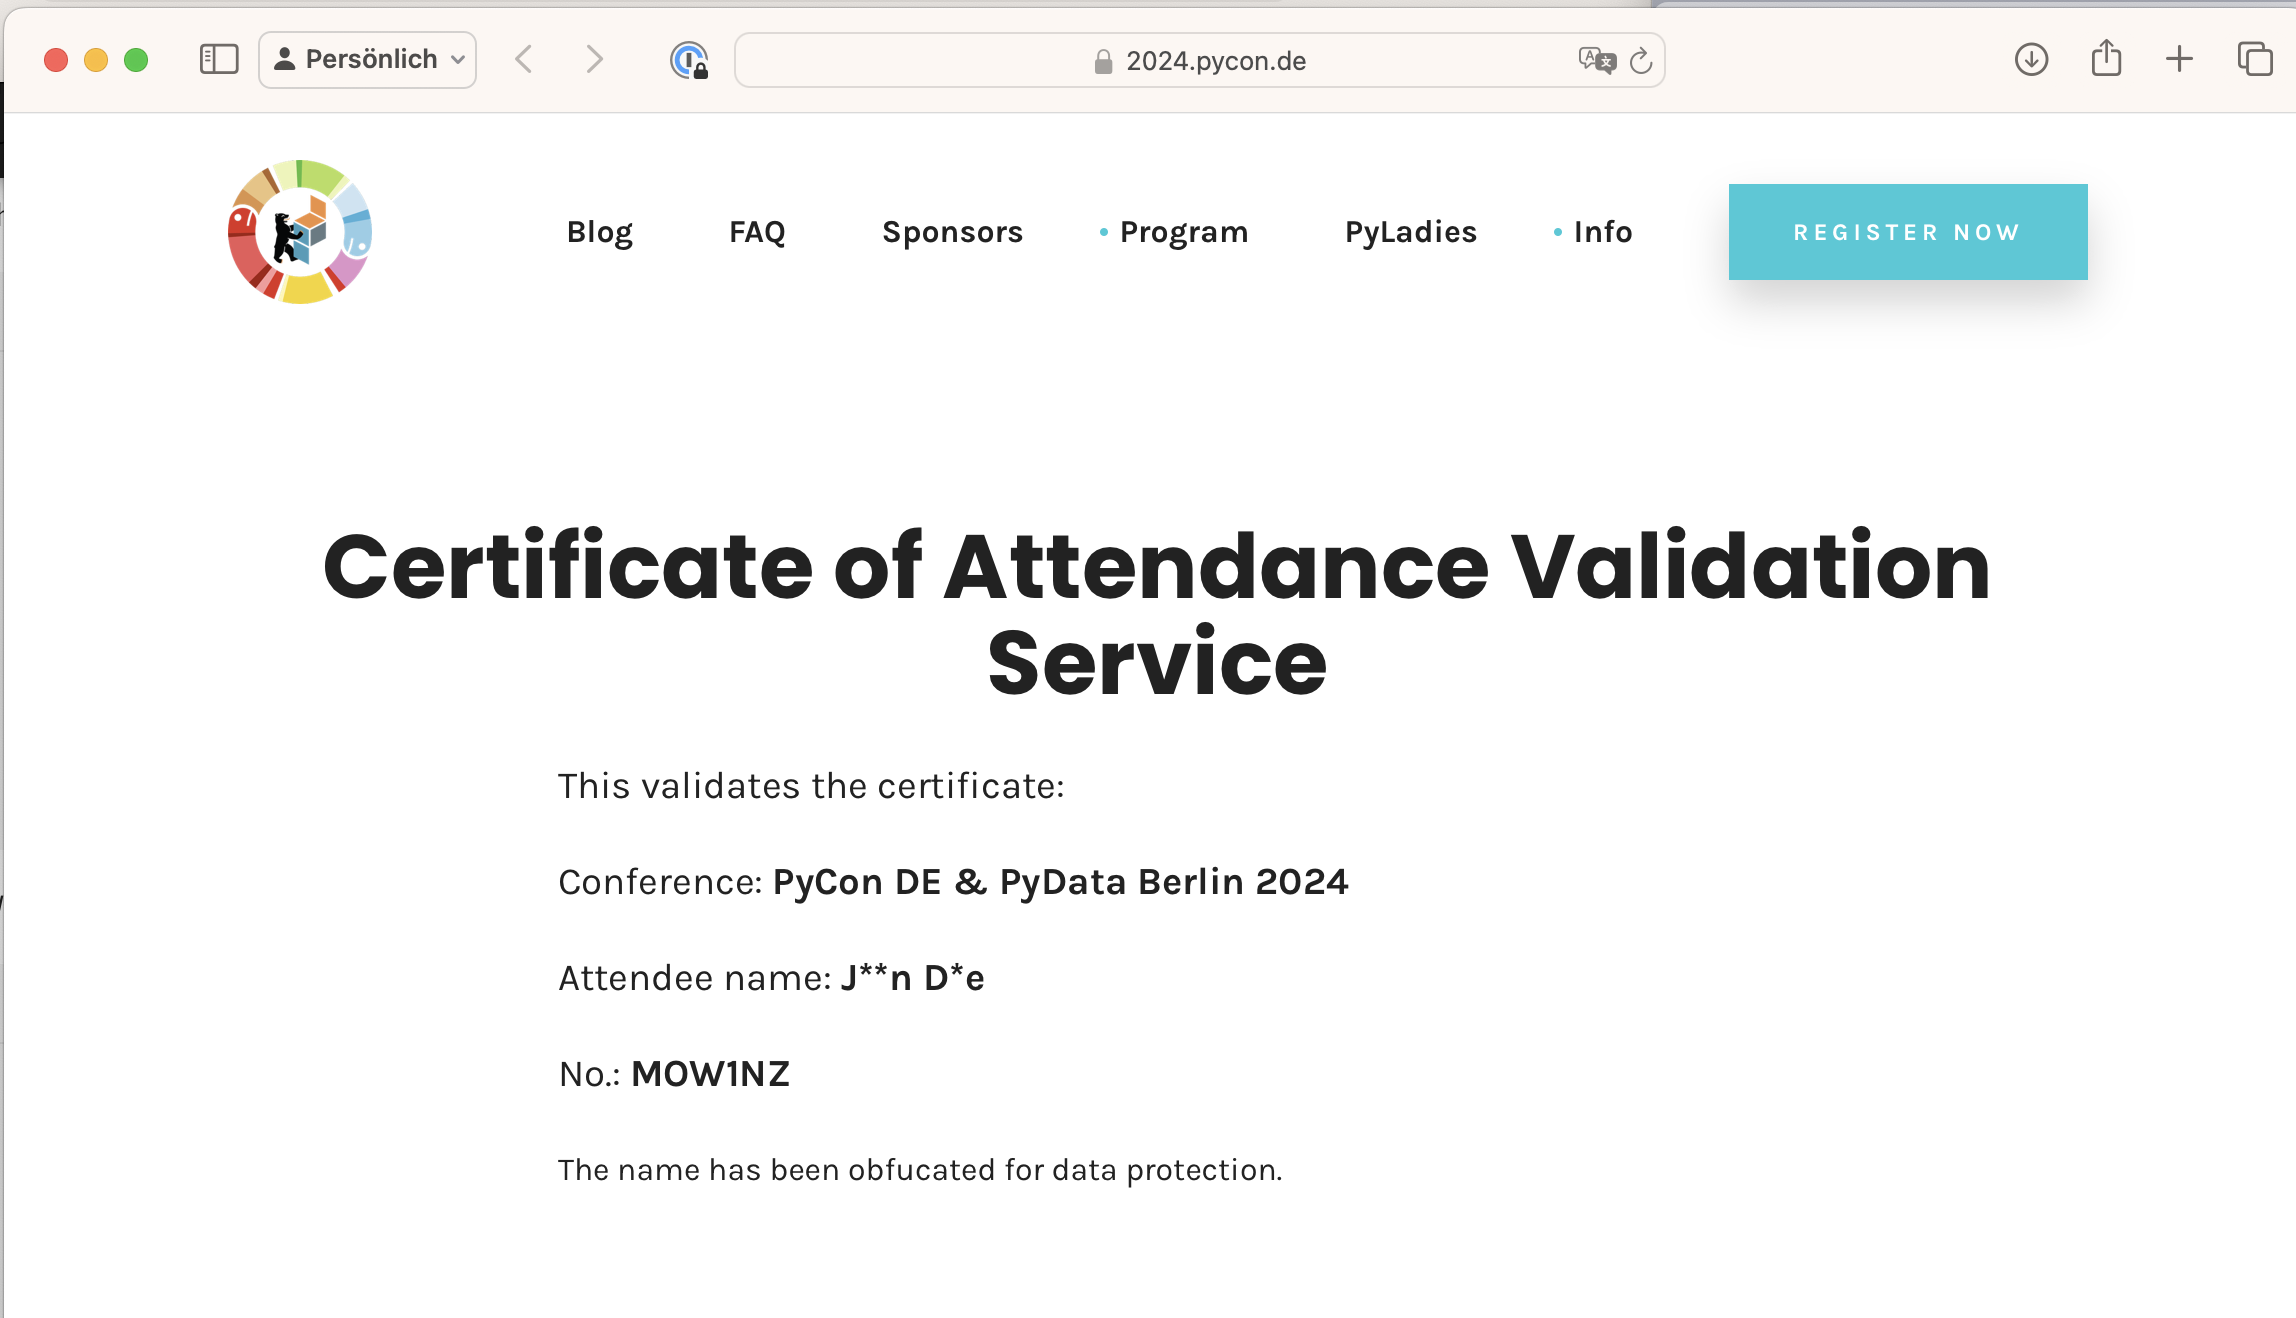 Persönlich
2024.pycon.de
Blog FAQ Sponsors Program PyLadies Info REGISTER NOW
Certificate of Attendance Validation
Service
This validates the certificate:
Conference: PyCon DE & PyData Berlin 2024
Attendee name: J**n D*e
No.: MOW1NZ
The name has been obfucated for data protection.